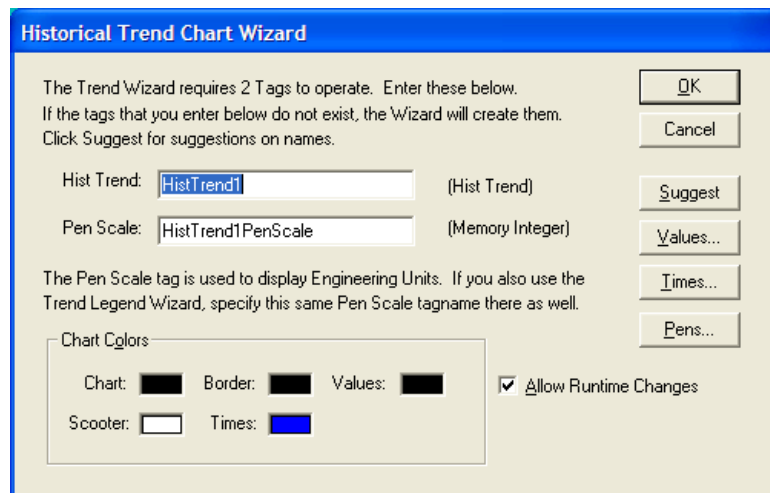 Historical Trend Chart Wizard
The Trend Wizard requires 2 Tags to operate. Enter these below.
If the tags that you enter below do not exist, the Wizard will create them.
Click Suggest for suggestions on names.
OK
Cancel
Hist Trend: HistTrend1 (Hist Trend)
Suggest
Pen Scale: HistTrend1PenScale (Memory Integer)
Values...
The Pen Scale tag is used to display Engineering Units. If you also use the
Trend Legend Wizard, specify this same Pen Scale tagname there as well.
Times...
Pens...
Chart Colors
Chart: Border: Values:
Allow Runtime Changes
Scooter: Times: